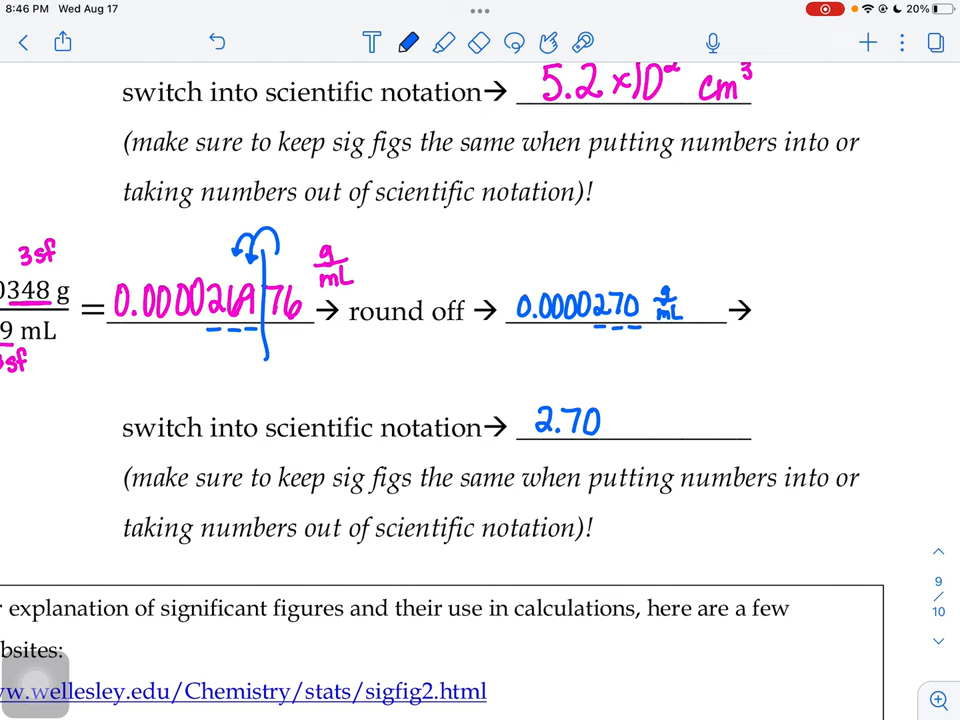 8:46 PM Wed Aug 17
20%
T
switch into scientific notation→ 5.2 ×10² cm³
(make sure to keep sig figs the same when putting numbers into or
taking numbers out of scientific notation)!
3sf
0348 g
9 mL
sf
= 0.000026976 g/mL → round off → 0.0000270 g/mL →
switch into scientific notation→ 2.70
(make sure to keep sig figs the same when putting numbers into or
taking numbers out of scientific notation)!
9
/
10
r explanation of significant figures and their use in calculations, here are a few
bsites:
w.wellesley.edu/Chemistry/stats/sigfig2.html